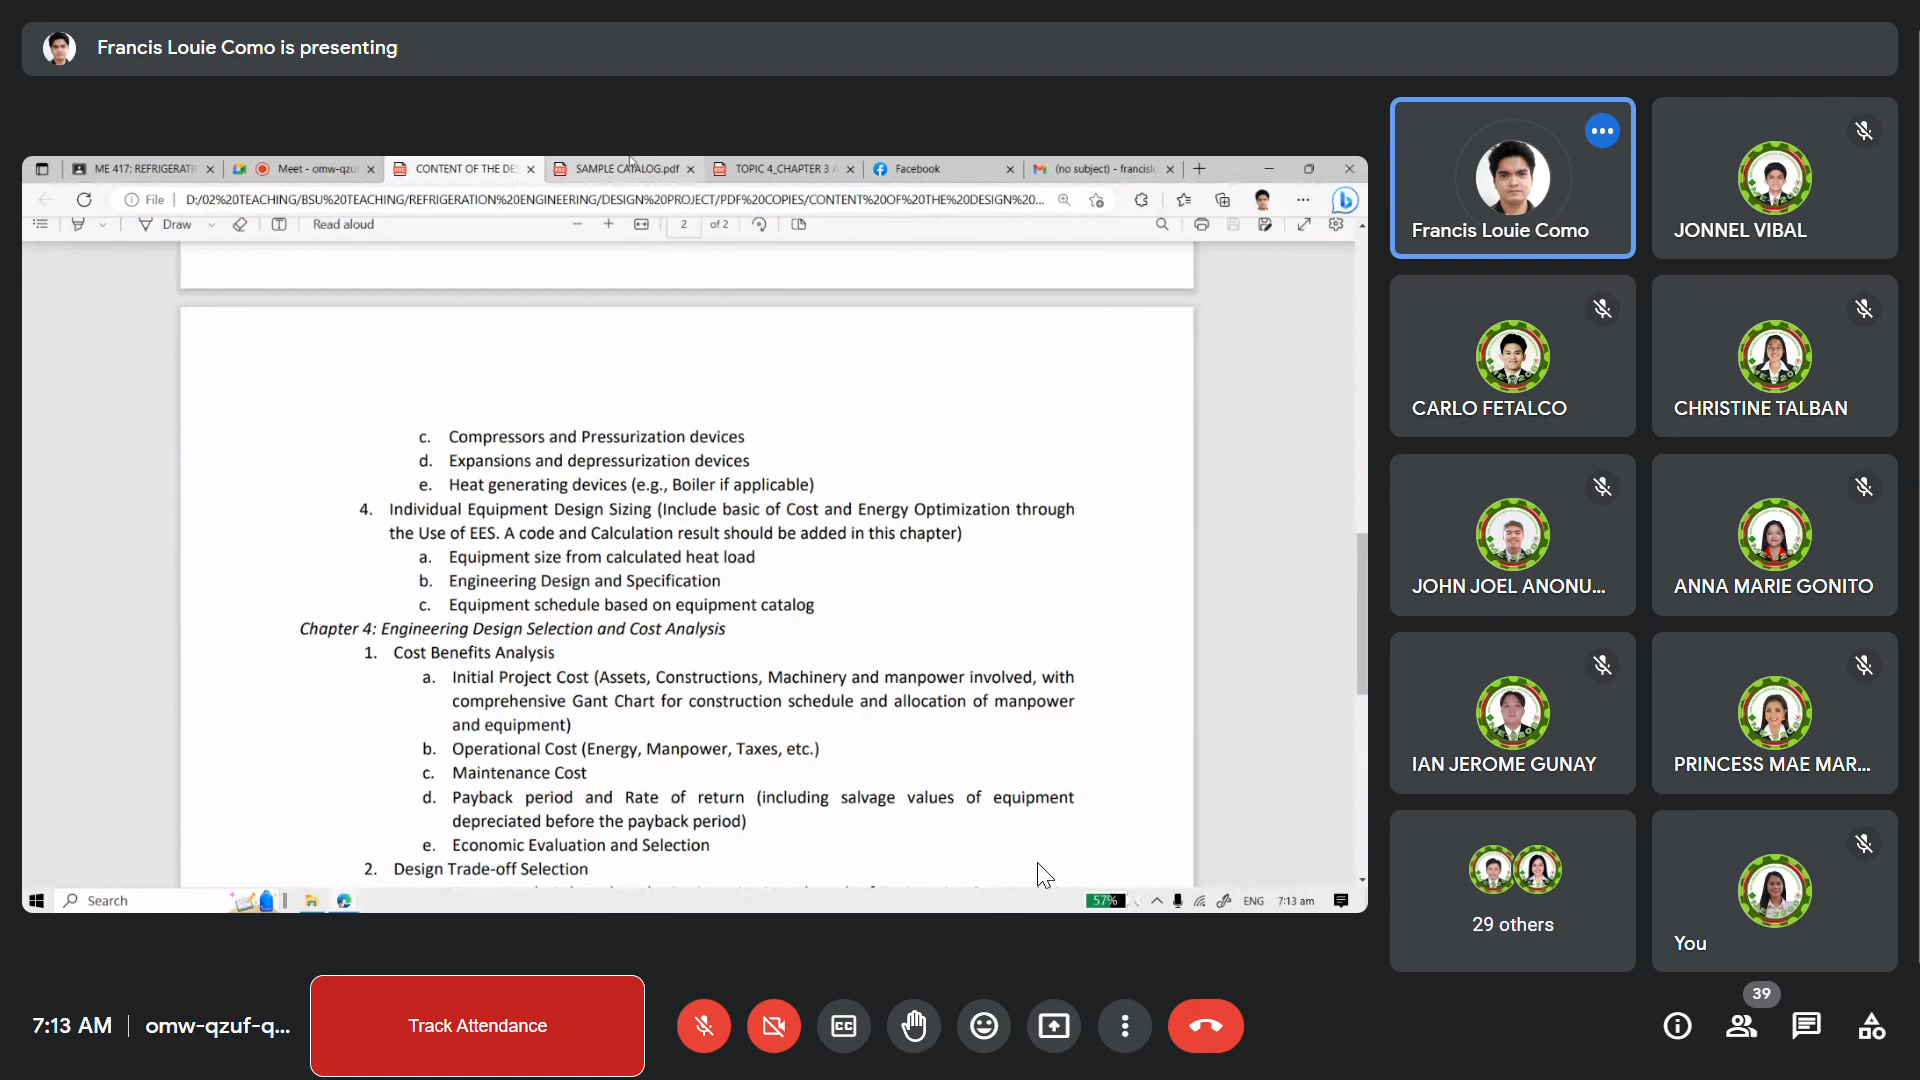 Francis Louie Como is presenting
ME 417: REFRIGERATI
Meet - omw-qzu
CONTENT OF THE DE
SAMPLE CATALOG.pdf
TOPIC 4_CHAPTER 3
Facebook
(no subject) - francisl
File
D:/02%20TEACHING/BSU%20TEACHING/REFRIGERATION%20ENGINEERING/DESIGN%20PROJECT/PDF%20COPIES/CONTENT%20OF%20THE%20DESIGN%20...
Draw
Read aloud
2
of 2
c. Compressors and Pressurization devices
d. Expansions and depressurization devices
e. Heat generating devices (e.g., Boiler if applicable)
4. Individual Equipment Design Sizing (Include basic of Cost and Energy Optimization through
the Use of EES. A code and Calculation result should be added in this chapter)
a. Equipment size from calculated heat load
b. Engineering Design and Specification
c. Equipment schedule based on equipment catalog
Chapter 4: Engineering Design Selection and Cost Analysis
1. Cost Benefits Analysis
a. Initial Project Cost (Assets, Constructions, Machinery and manpower involved, with
comprehensive Gant Chart for construction schedule and allocation of manpower
and equipment)
b. Operational Cost (Energy, Manpower, Taxes, etc.)
c. Maintenance Cost
d. Payback period and Rate of return (including salvage values of equipment
depreciated before the payback period)
e. Economic Evaluation and Selection
2. Design Trade-off Selection
Search
57%
ENG
7:13 am
Francis Louie Como
JONNEL VIBAL
CARLO FETALCO
CHRISTINE TALBAN
JOHN JOEL ANONU...
ANNA MARIE GONITO
IAN JEROME GUNAY
PRINCESS MAE MAR...
29 others
You
7:13 AM
omw-qzuf-q...
Track Attendance
39